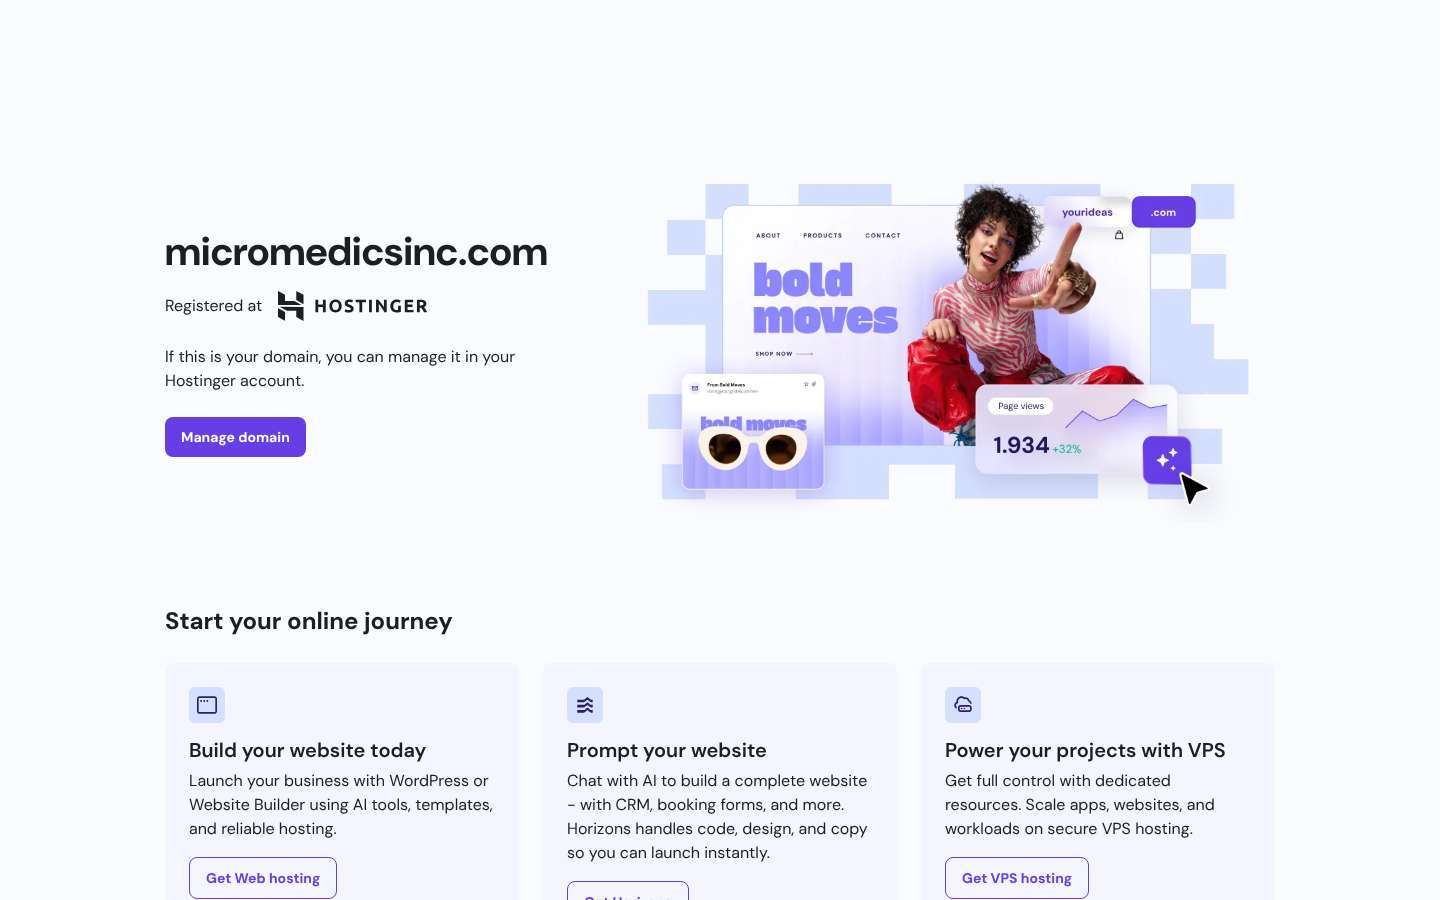 micromedicsinc.com
Registered at HOSTINGER
If this is your domain, you can manage it in your
Hostinger account.
Manage domain
yourideas .com
ABOUT PRODUCTS CONTACT
bold
moves
SHOP NOW
From Bold Moves
bold moves
Page views
1.934 +32%
Start your online journey
Build your website today
Launch your business with WordPress or
Website Builder using AI tools, templates,
and reliable hosting.
Get Web hosting
Prompt your website
Chat with AI to build a complete website
- with CRM, booking forms, and more.
Horizons handles code, design, and copy
so you can launch instantly.
Power your projects with VPS
Get full control with dedicated
resources. Scale apps, websites, and
workloads on secure VPS hosting.
Get VPS hosting